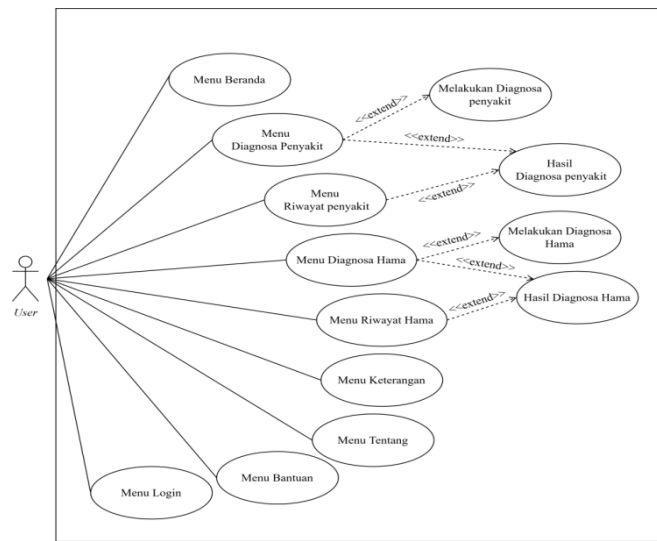 Menu Beranda
Melakukan Diagnosa
penyakit
<<extend>>
Menu
Diagnosa Penyakit
<<extend>>
Hasil
Diagnosa penyakit
Menu
Riwayat penyakit
<<extend>>
Melakukan Diagnosa
Hama
<<extend>>
Menu Diagnosa Hama
<<extend>>
Hasil Diagnosa Hama
<<extend>>
Menu Riwayat Hama
User
Menu Keterangan
Menu Tentang
Menu Bantuan
Menu Login